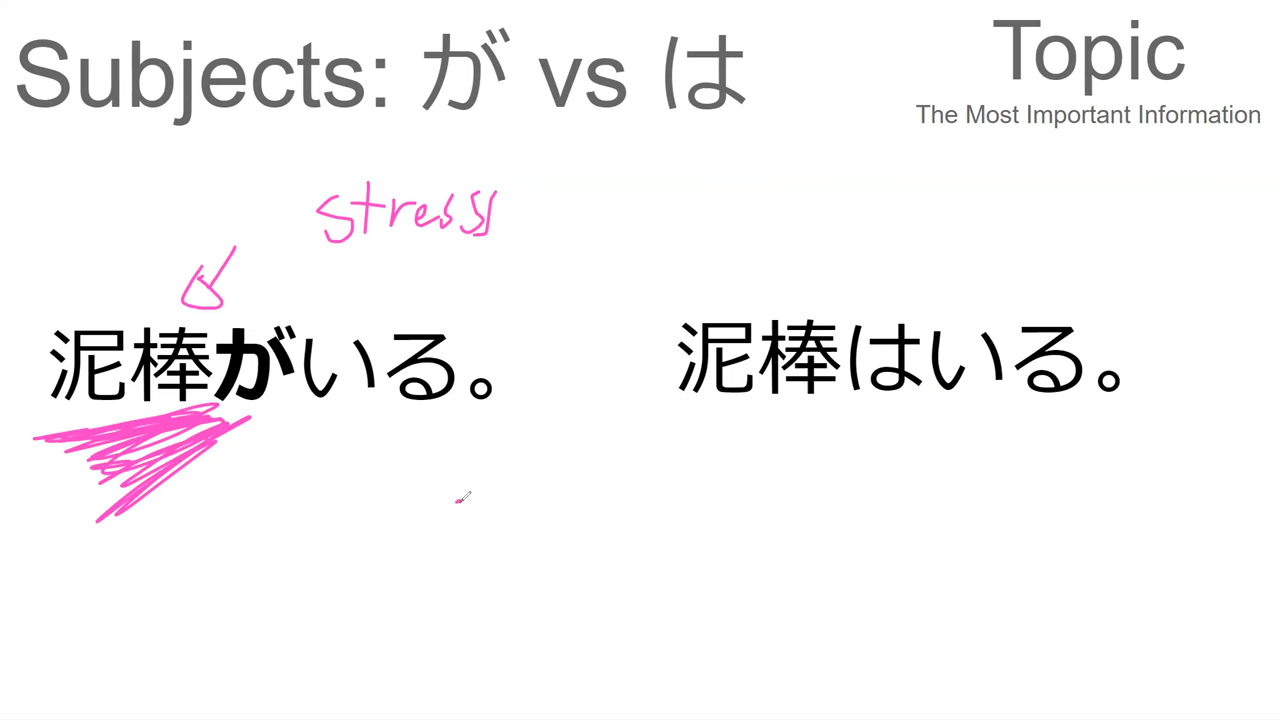 Subjects: が vs は
Topic
The Most Important Information
stress
泥棒がいる。
泥棒はいる。